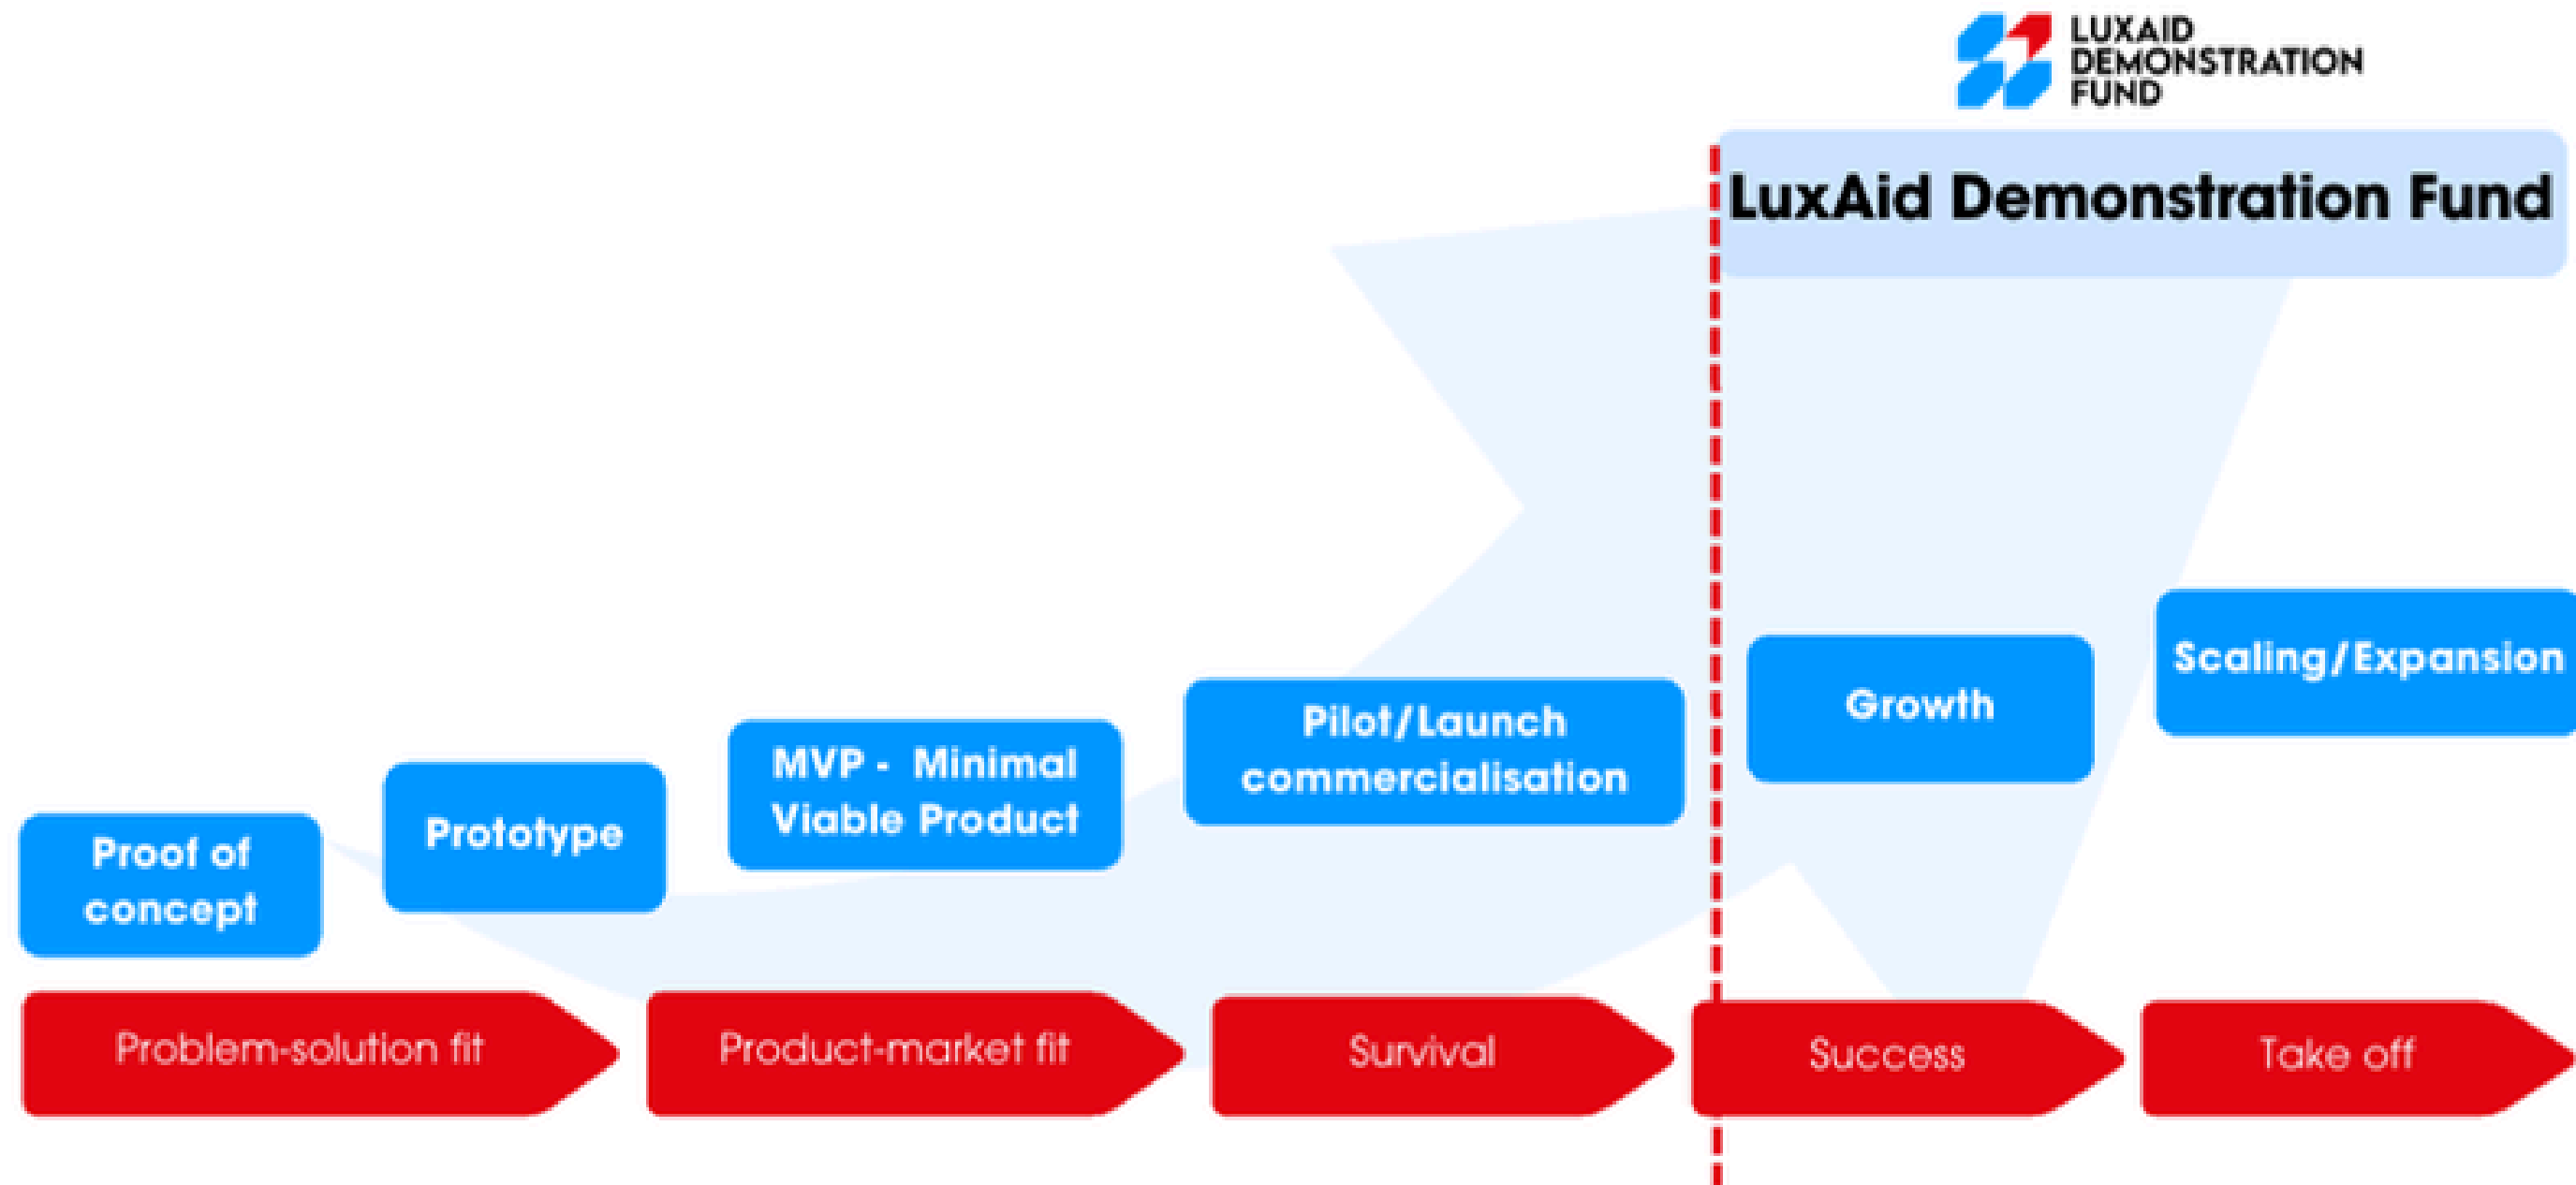 LUXAID
DEMONSTRATION
FUND
LuxAid Demonstration Fund
Proof of
concept
Prototype
MVP - Minimal
Viable Product
Pilot/Launch
commercialisation
Growth
Scaling/Expansion
Problem-solution fit
Product-market fit
Survival
Success
Take off